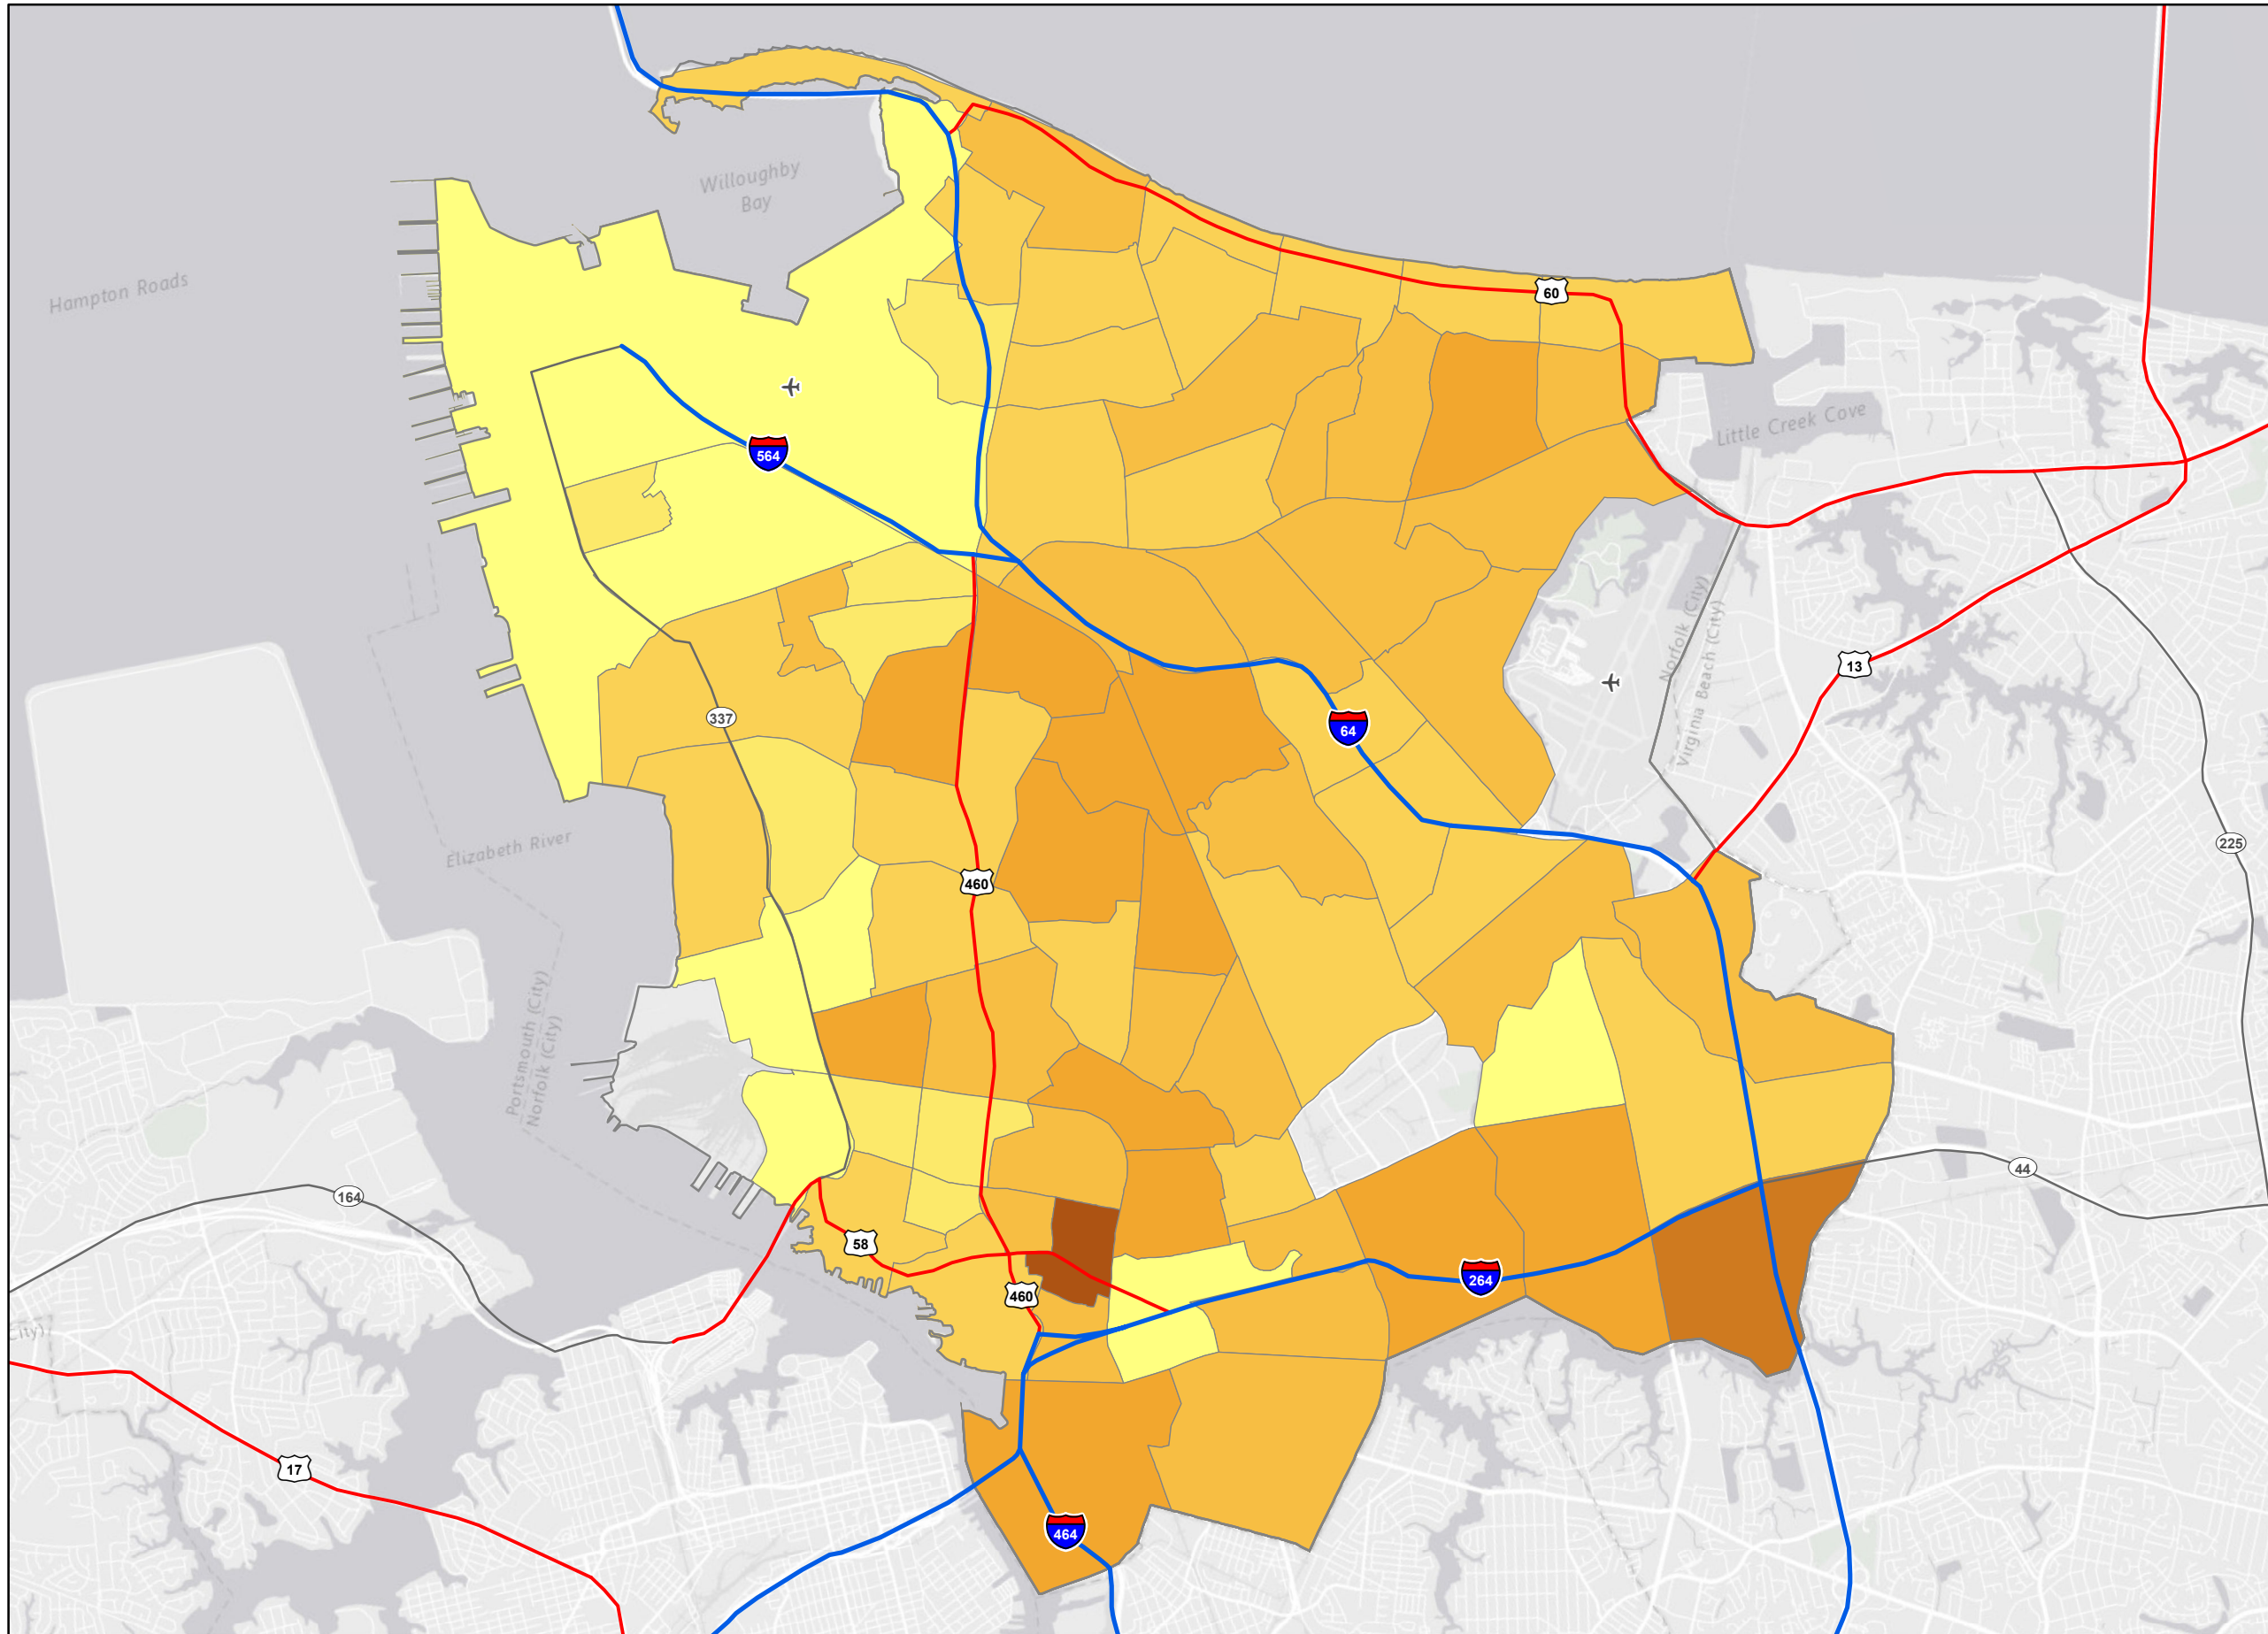 Willoughby
Bay
Hampton Roads
60
Little Creek Cove
564
Norfolk (City)
Virginia Beach (City)
13
337
64
225
Elizabeth River
460
Portsmouth (City)
Norfolk (City)
44
164
58
264
460
City)
17
464